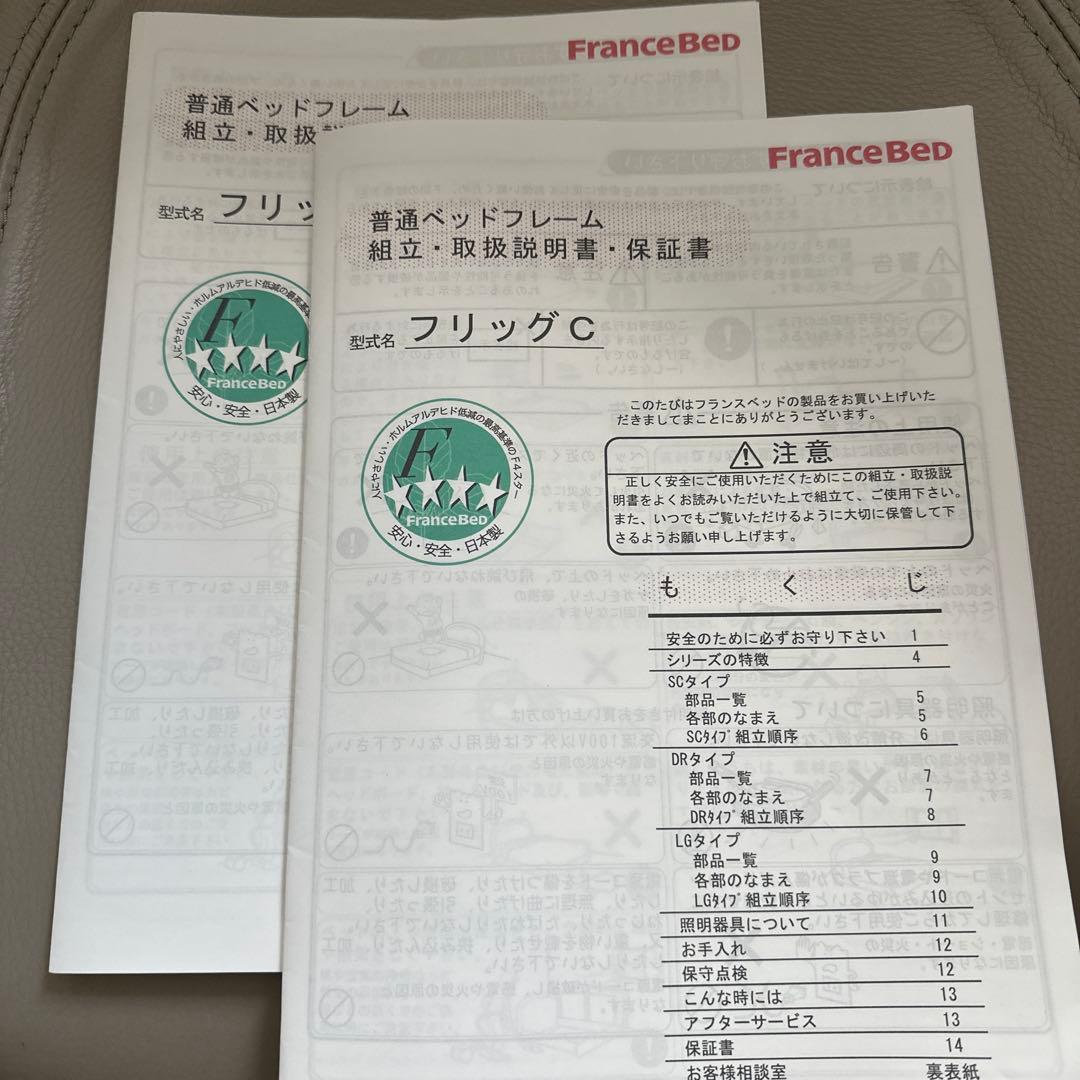 FranceBeD
普通ベッドフレーム
組立・取扱
型式名 フリッ
人にやさしい・ホルムアルデヒド低減の最高基準
F
FranceBeD
安心・安全・日本製
FranceBeD
普通ベッドフレーム
組立・取扱説明書・保証書
型式名 フリッグC
人にやさしい・ホルムアルデヒド低減の最高基準のF4スター
F
FranceBeD
安心・安全・日本製
このたびはフランスベッドの製品をお買い上げいた
だきましてまことにありがとうございます。
注意
正しく安全にご使用いただくためにこの組立・取扱説
明書をよくお読みいただいた上で組立て、ご使用下さい。
また、いつでもご覧いただけるように大切に保管して下
さるようお願い申し上げます。
もくじ
安全のために必ずお守り下さい 1
シリーズの特徴 4
SCタイプ
部品一覧 5
各部のなまえ 5
SCﾀｲﾌﾟ組立順序 6
DRタイプ
部品一覧 7
各部のなまえ 7
DRﾀｲﾌﾟ組立順序 8
LGタイプ
部品一覧 9
各部のなまえ 9
LGﾀｲﾌﾟ組立順序 10
照明器具について 11
お手入れ 12
保守点検 12
こんな時には 13
アフターサービス 13
保証書 14
お客様相談室 裏表紙